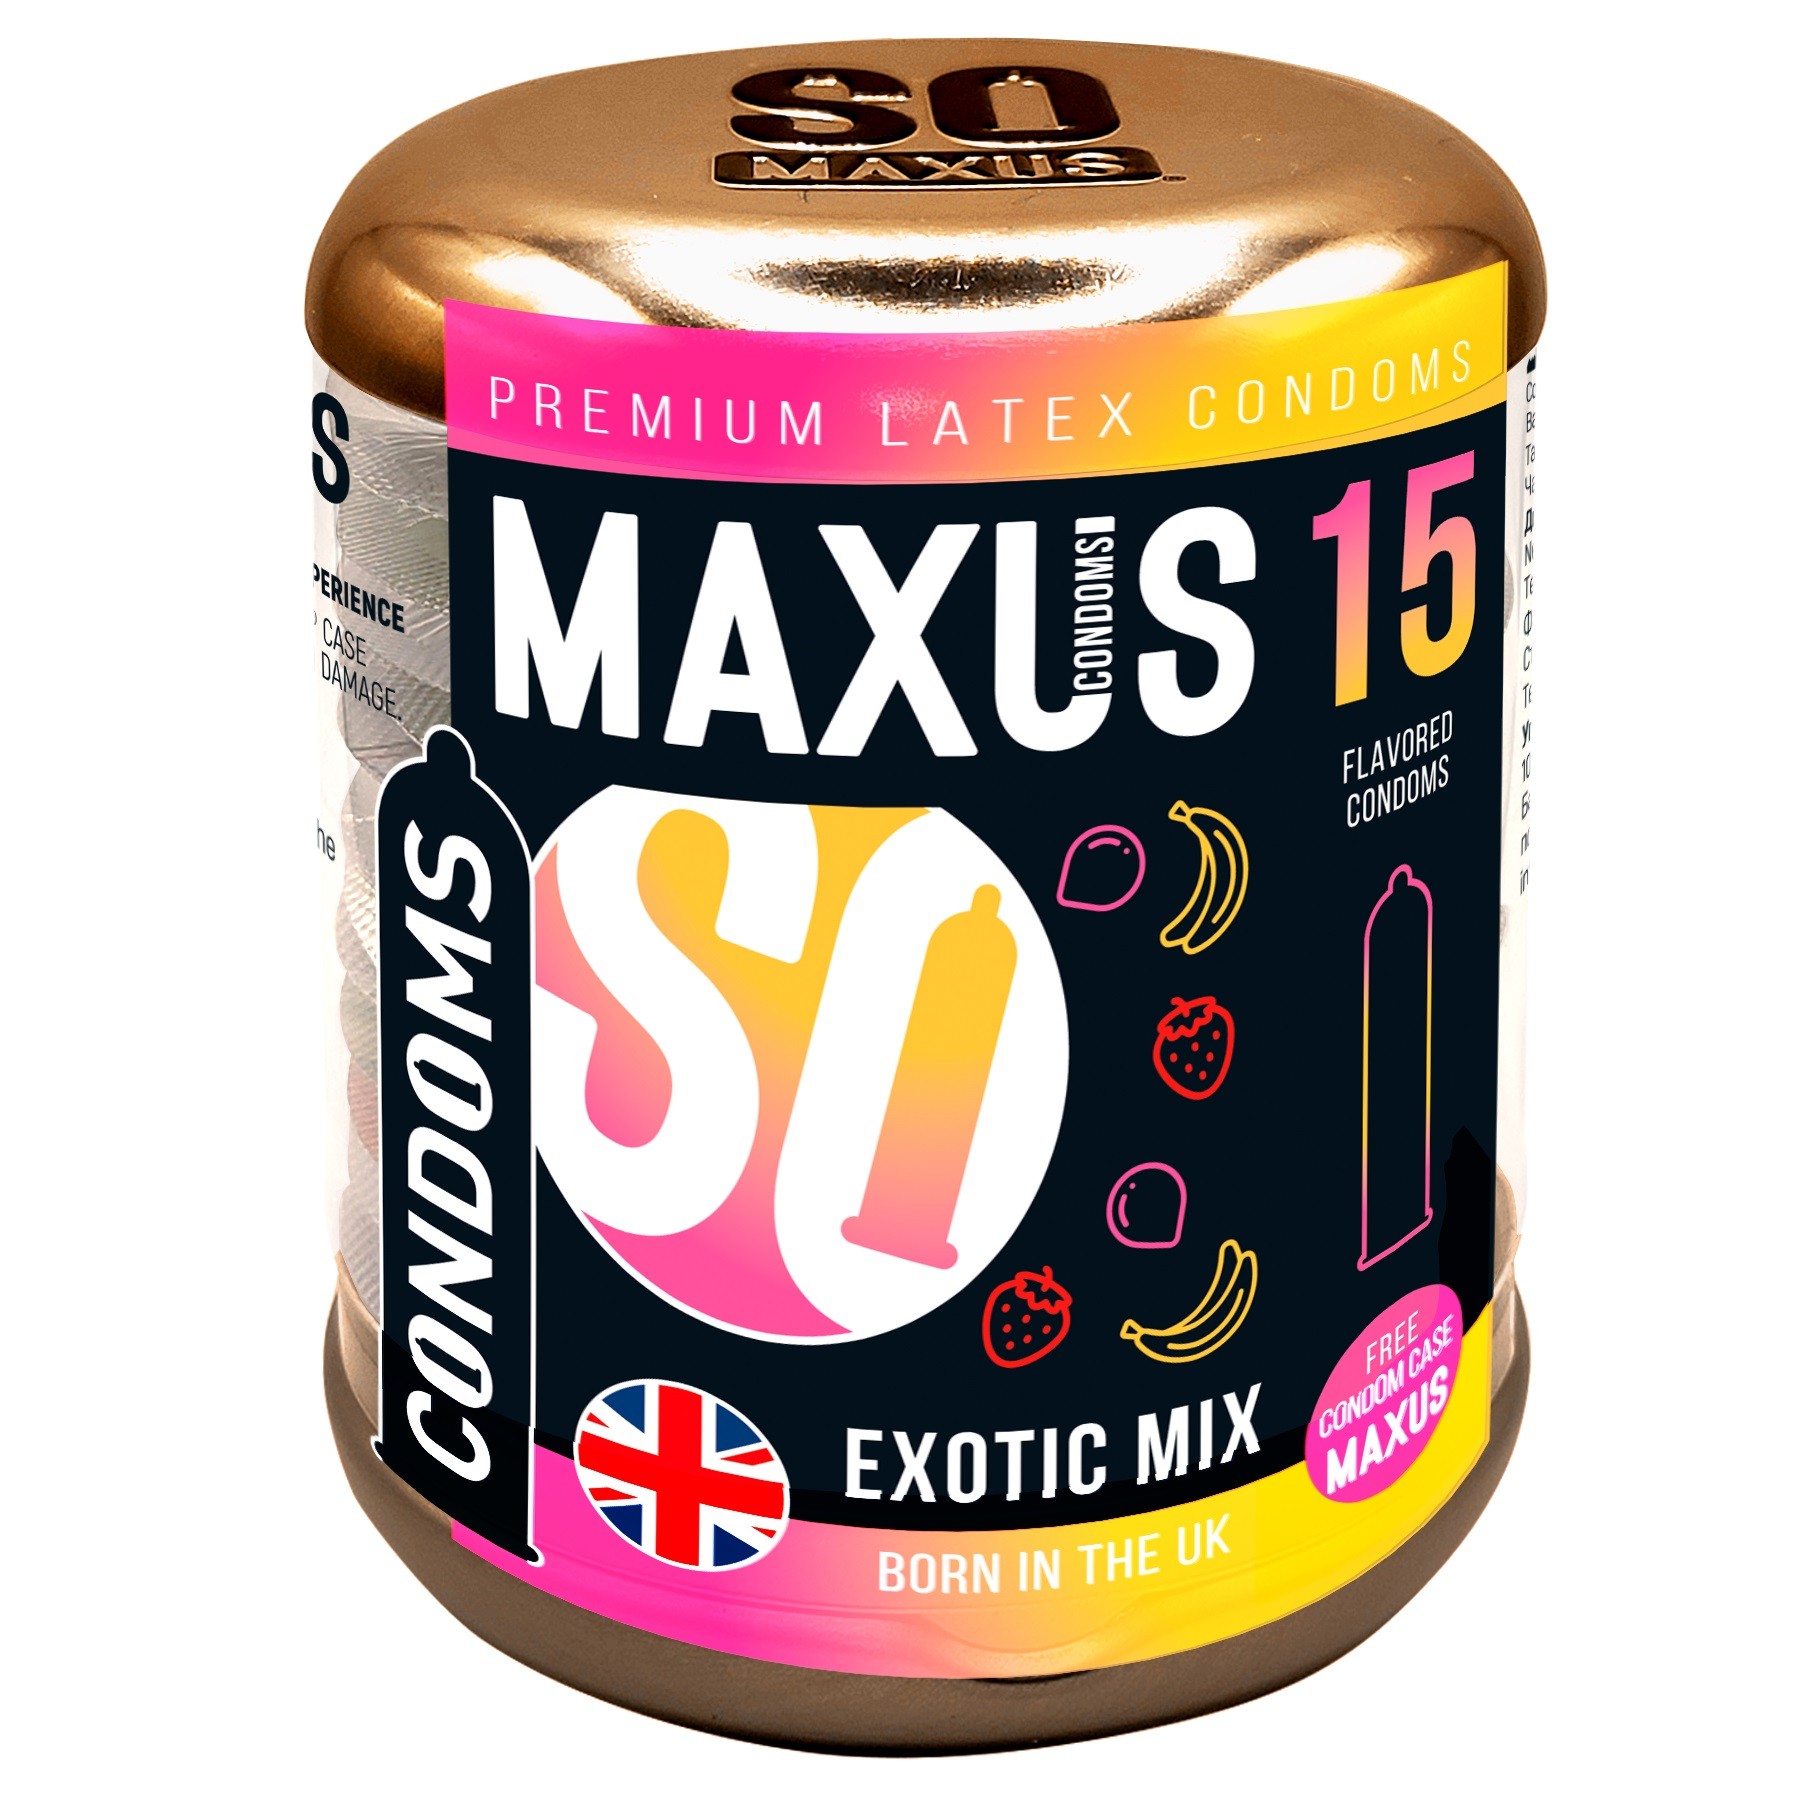 SO
MAXUS
PREMIUM LATEX CONDOMS
MAXUS
CONDOMS
15
FLAVORED
CONDOMS
S
CASE
DAMAGE.
CONDOMS
SO
FREE
CONDOM CASE
MAXUS
EXOTIC MIX
BORN IN THE UK